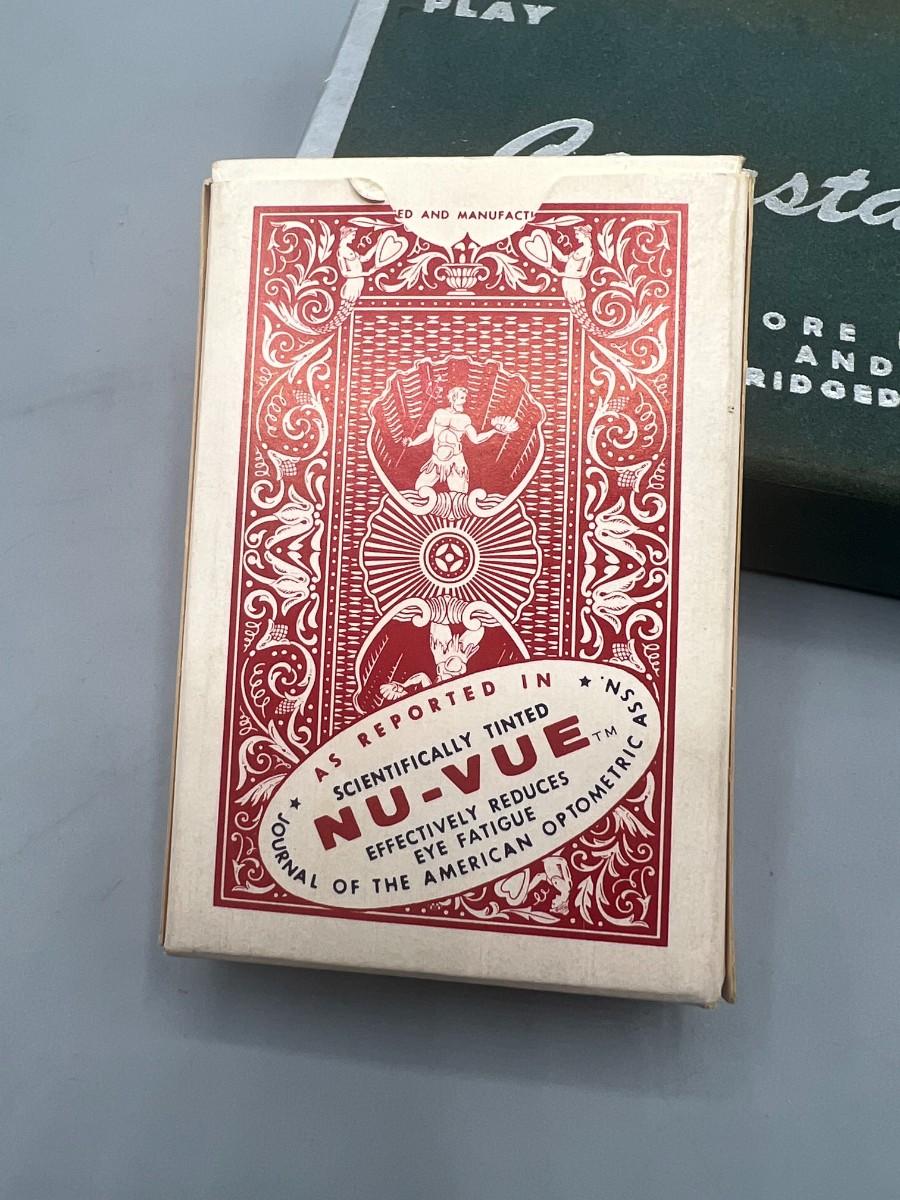 PLAY
ED AND MANUFACT
ORE
AND
RIDGED
AS REPORTED IN
SCIENTIFICALLY TINTED
NU-VUE™
EFFECTIVELY REDUCES
EYE FATIGUE
★ JOURNAL OF THE AMERICAN OPTOMETRIC ASS'N. ★